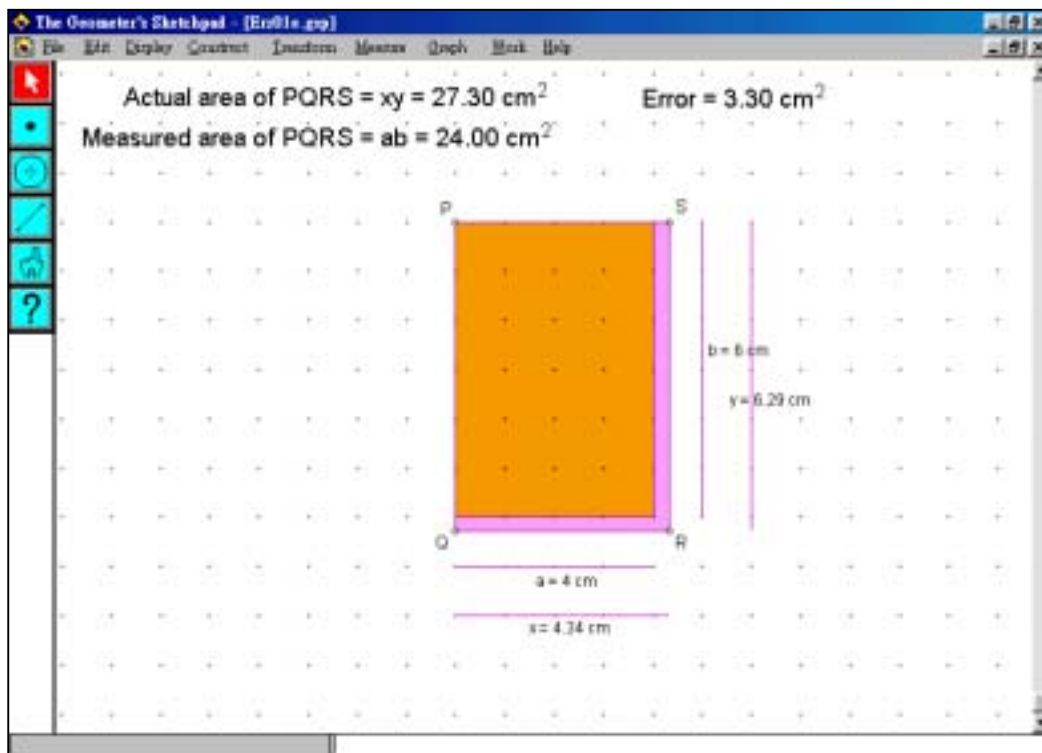 The Geometer's Sketchpad - [Err01e.gsp]
File Edit Display Construct Transform Measure Graph Work Help
Actual area of PQRS = xy = 27.30 cm²
Error = 3.30 cm²
Measured area of PQRS = ab = 24.00 cm²
P
S
b = 6 cm
y = 6.29 cm
Q
R
a = 4 cm
x = 4.34 cm
?